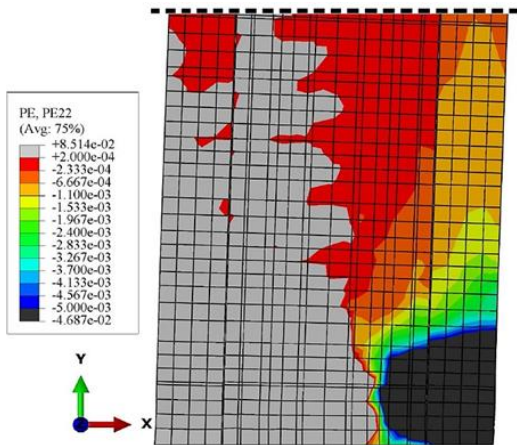 PE, PE22
(Avg: 75%)
+8.514e-02
+2.000e-04
-2.333e-04
-6.667e-04
-1.100e-03
-1.533e-03
-1.967e-03
-2.400e-03
-2.833e-03
-3.267e-03
-3.700e-03
-4.133e-03
-4.567e-03
-5.000e-03
-4.687e-02
Y
Z
X